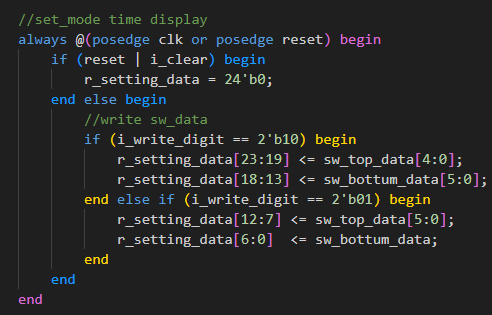 //set_mode time display
always @(posedge clk or posedge reset) begin
    if (reset | i_clear) begin
        r_setting_data = 24'b0;
    end else begin
        //write sw_data
        if (i_write_digit == 2'b10) begin
            r_setting_data[23:19] <= sw_top_data[4:0];
            r_setting_data[18:13] <= sw_bottum_data[5:0];
        end else if (i_write_digit == 2'b01) begin
            r_setting_data[12:7] <= sw_top_data[5:0];
            r_setting_data[6:0]  <= sw_bottum_data;
        end
    end
end